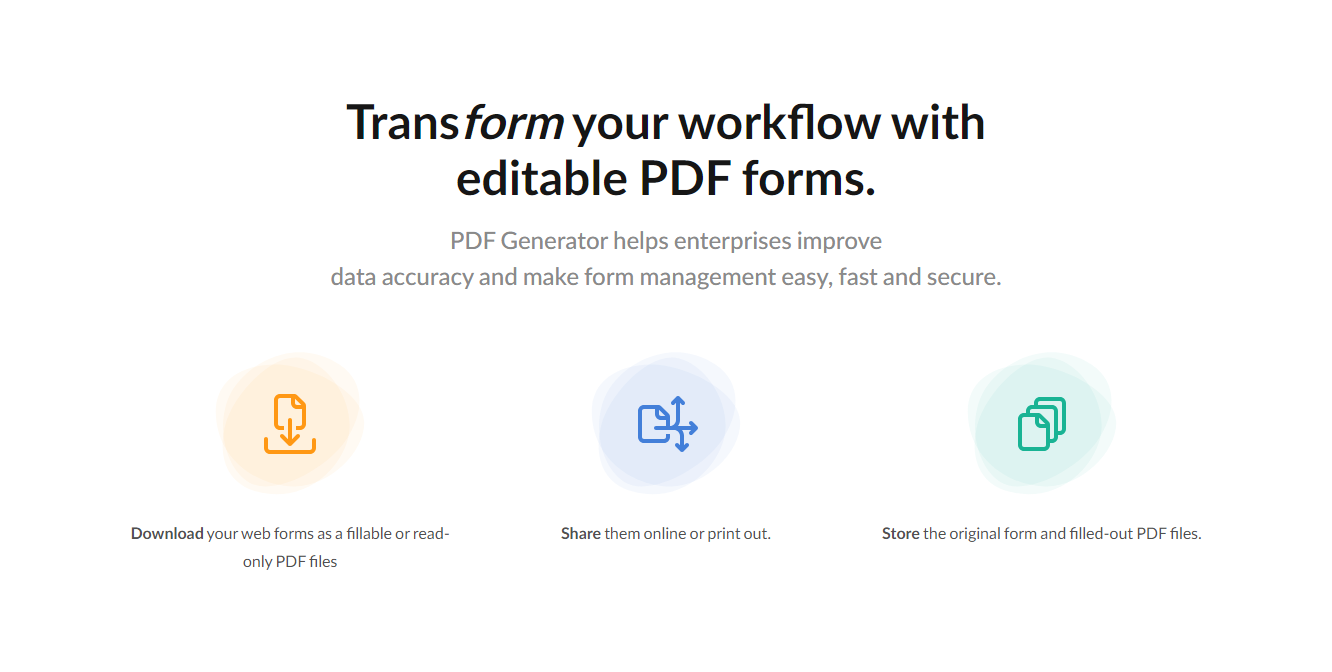 Transform your workflow with
editable PDF forms.
PDF Generator helps enterprises improve
data accuracy and make form management easy, fast and secure.
Download your web forms as a fillable or read-
only PDF files
Share them online or print out.
Store the original form and filled-out PDF files.